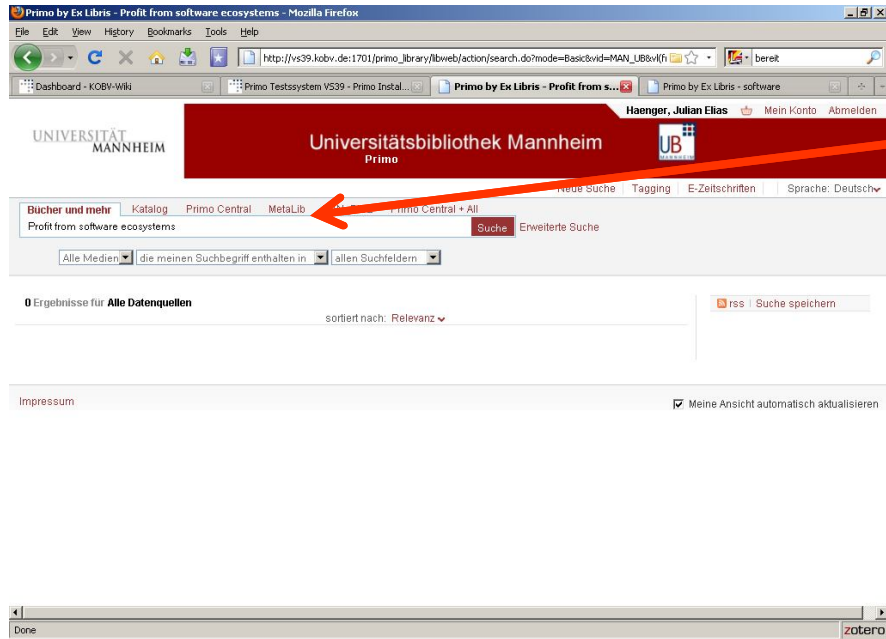 Primo by Ex Libris - Profit from software ecosystems - Mozilla Firefox
File Edit View History Bookmarks Tools Help
http://vs39.kobv.de:1701/primo_library/libweb/action/search.do?mode=Basic&vid=MAN_UB&vl(fr bereit
Dashboard - KOBV-Wiki Primo Testssystem VS39 - Primo Instal... Primo by Ex Libris - Profit from s... Primo by Ex Libris - software
Haenger, Julian Elias Mein Konto Abmelden
UNIVERSITÄT
MANNHEIM
Universitätsbibliothek Mannheim
Primo
UB
MANNHEIM
Neue Suche Tagging E-Zeitschriften Sprache: Deutsch
Bücher und mehr Katalog Primo Central MetaLib Primo Central + All
Profit from software ecosystems Suche Erweiterte Suche
Alle Medien die meinen Suchbegriff enthalten in allen Suchfeldern
0 Ergebnisse für Alle Datenquellen rss Suche speichern
sortiert nach: Relevanz
Impressum Meine Ansicht automatisch aktualisieren
Done zotero